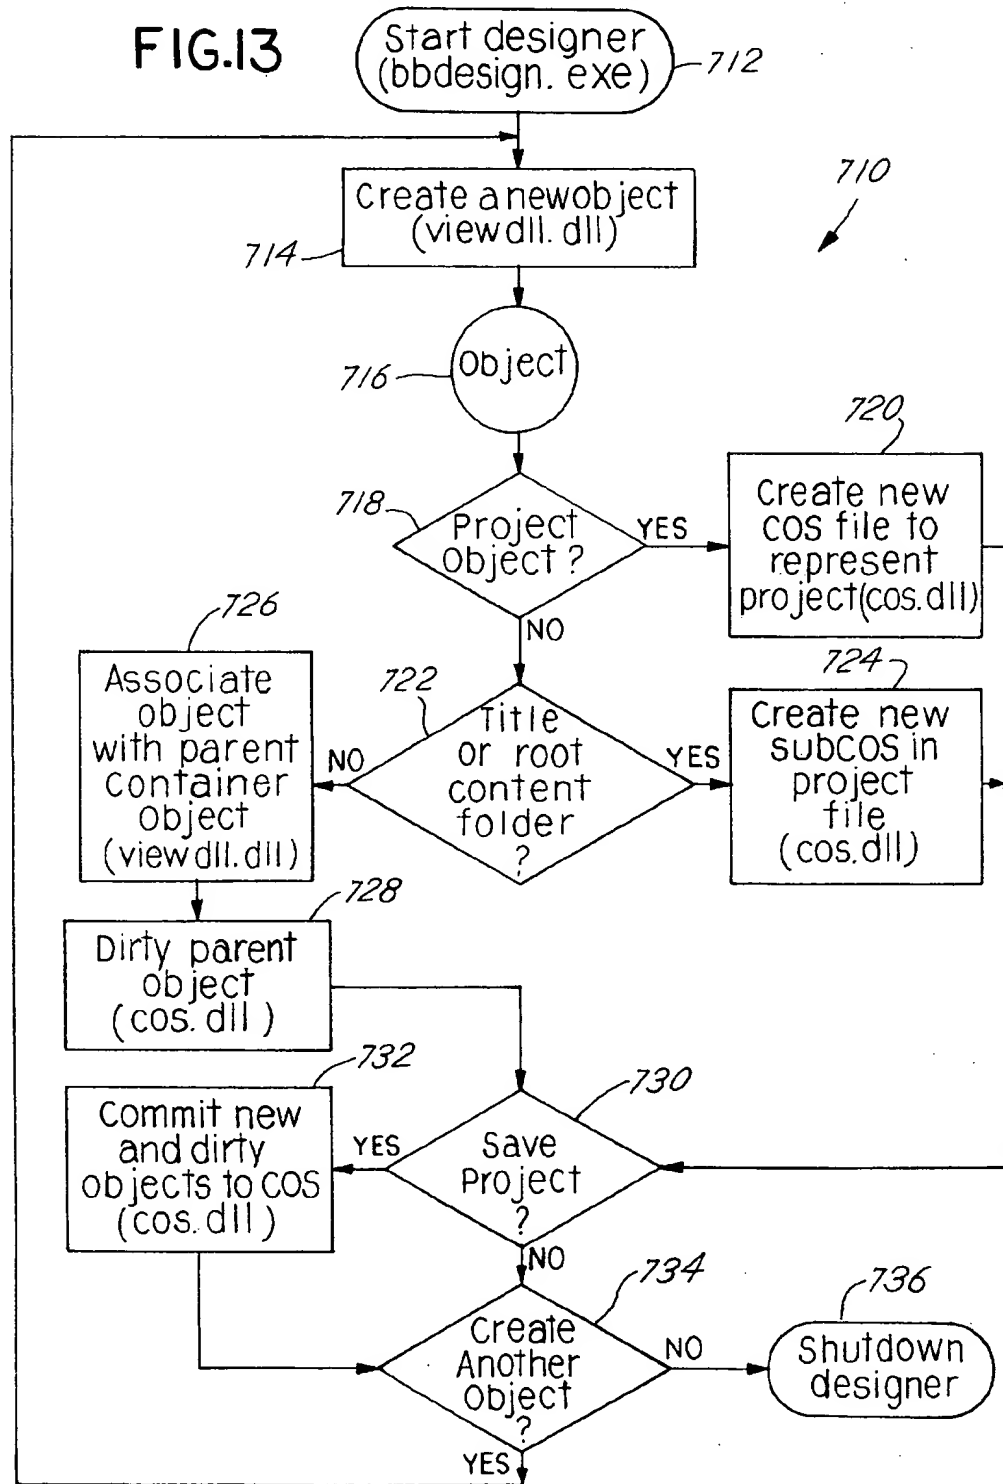 FIG.13
Start designer
(bbdesign. exe)
712
710
Create a newobject
(viewdll. dll)
714
Object
716
718
Project
Object ?
YES
NO
720
Create new
COS file to
represent
project(cos.dll)
726
Associate
object
with parent
Container
Object
(viewdll.dll)
722
Title
or root
content
folder
?
NO
YES
724
Create new
subCOS in
project
file
(cos.dll)
728
Dirty parent
object
(cos. dll )
732
Commit new
and dirty
objects to COS
(cos. dll )
730
Save
Project
?
YES
NO
734
Create
Another
Object
?
NO
YES
736
Shutdown
designer